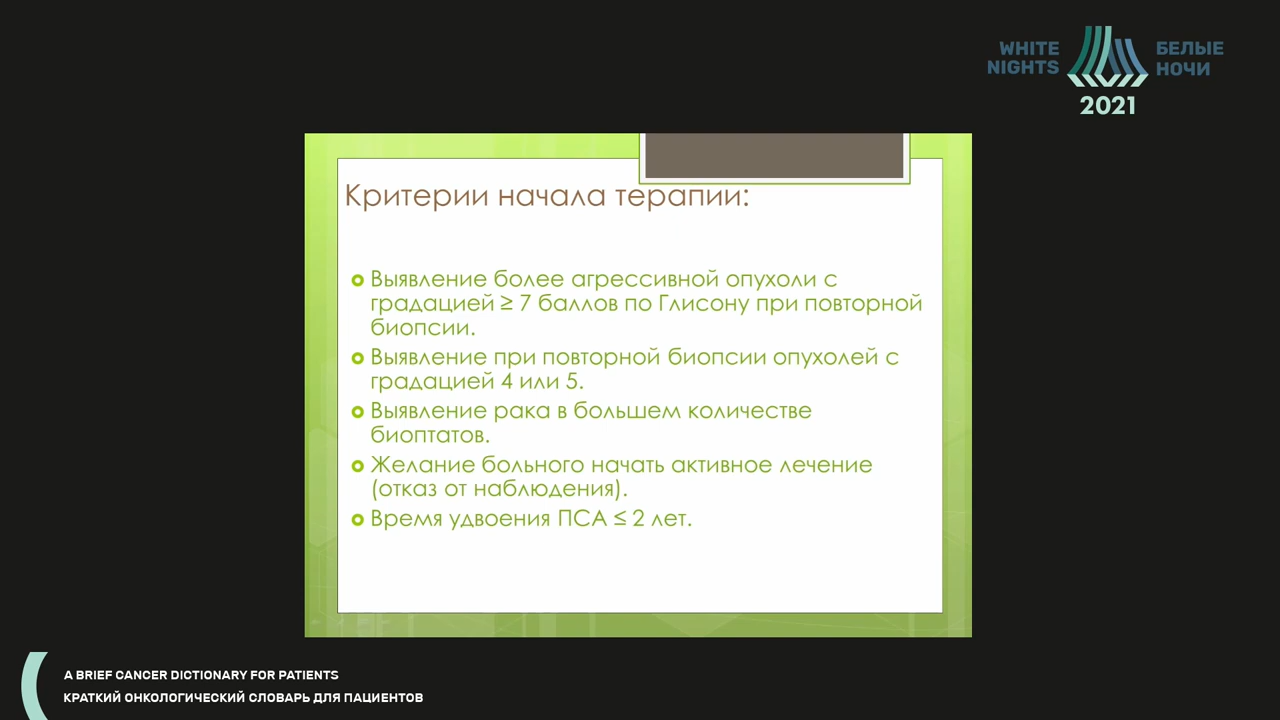 WHITE
NIGHTS
БЕЛЫЕ
НОЧИ
2021
Критерии начала терапии:
Выявление более агрессивной опухоли с
градацией ≥ 7 баллов по Глисону при повторной
биопсии.
Выявление при повторной биопсии опухолей с
градацией 4 или 5.
Выявление рака в большем количестве
биоптатов.
Желание больного начать активное лечение
(отказ от наблюдения).
Время удвоения ПСА ≤ 2 лет.
A BRIEF CANCER DICTIONARY FOR PATIENTS
КРАТКИЙ ОНКОЛОГИЧЕСКИЙ СЛОВАРЬ ДЛЯ ПАЦИЕНТОВ